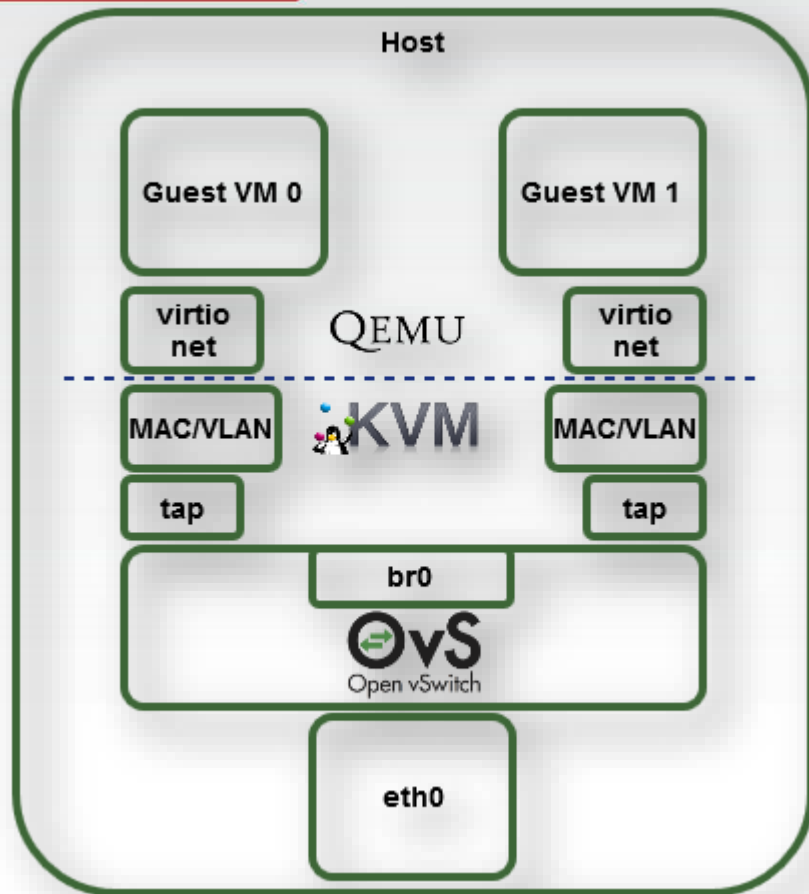 Host
Guest VM 0
Guest VM 1
virtio
net
QEMU
virtio
net
MAC/VLAN
KVM
MAC/VLAN
tap
tap
br0
OvS
Open vSwitch
eth0